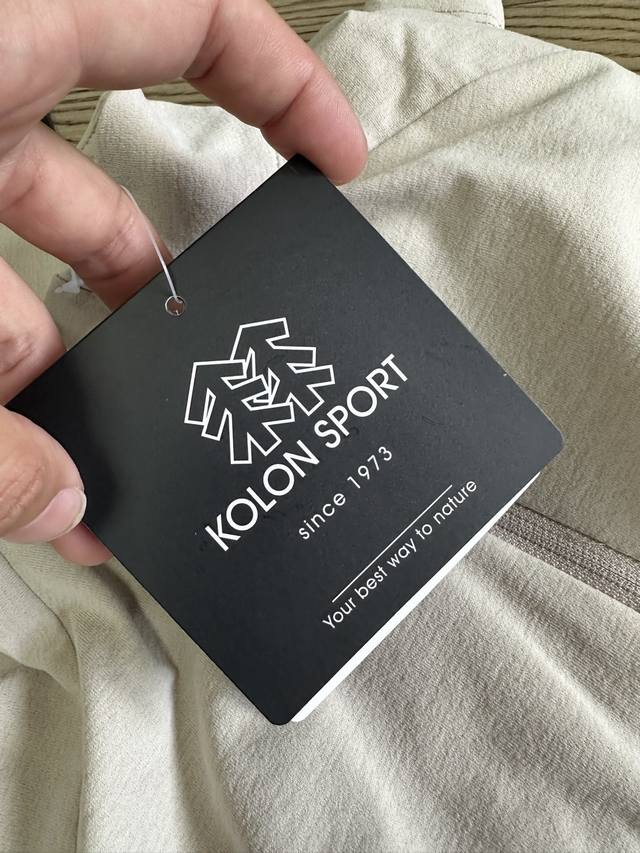 KOLON SPORT
since 1973
Your best way to nature